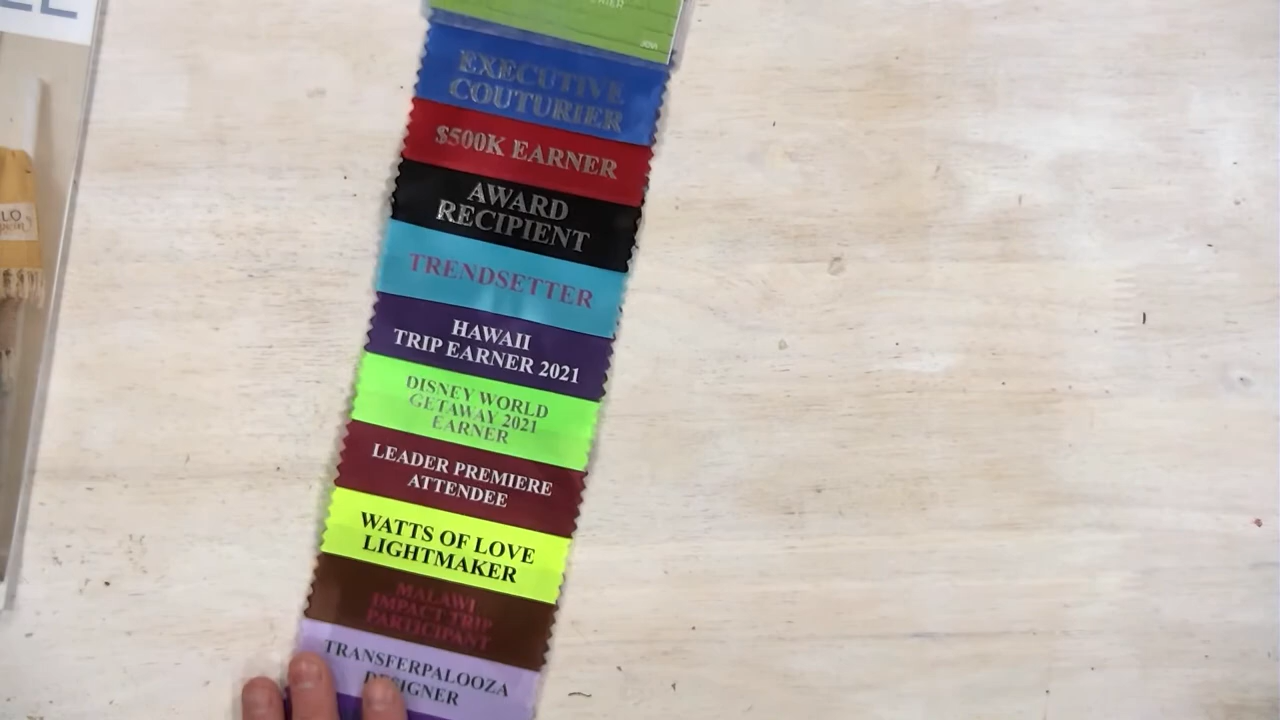 EXECUTIVE
COUTURIER
$500K EARNER
AWARD
RECIPIENT
TRENDSETTER
HAWAII
TRIP EARNER 2021
DISNEY WORLD
GETAWAY 2021
EARNER
LEADER PREMIERE
ATTENDEE
WATTS OF LOVE
LIGHTMAKER
MALAWI
IMPACT TRIP
PARTICIPANT
TRANSFERPALOOZA
DESIGNER